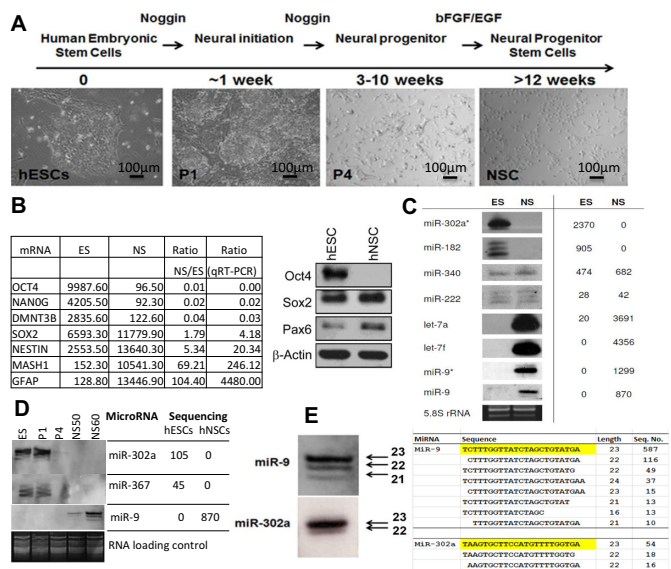 A
Noggin Noggin bFGF/EGF
Human Embryonic Stem Cells Neural initiation Neural progenitor Neural Progenitor Stem Cells
0 ~1 week 3-10 weeks >12 weeks
hESCs 100µm P1 100µm P4 100µm NSC 100µm
B
mRNA ES NS Ratio Ratio
NS/ES (qRT-PCR)
OCT4 9987.60 96.50 0.01 0.00
NANOG 4205.50 92.30 0.02 0.02
DMNT3B 2835.60 122.60 0.04 0.03
SOX2 6593.30 11779.90 1.79 4.18
NESTIN 2553.50 13640.30 5.34 20.34
MASH1 152.30 10541.30 69.21 246.12
GFAP 128.80 13446.90 104.40 4480.00
hESC hNSC
Oct4
Sox2
Pax6
β-Actin
C
ES NS ES NS
miR-302a* 2370 0
miR-182 905 0
miR-340 474 682
miR-222 28 42
let-7a 20 3691
let-7f 0 4356
miR-9* 0 1299
miR-9 0 870
5.8S rRNA
D
ES P1 P4 NS50 NS60
MicroRNA Sequencing
hESCs hNSCs
miR-302a 105 0
miR-367 45 0
miR-9 0 870
RNA loading control
E
miR-9 23
22
21
miR-302a 23
22
MiRNA Sequence Length Seq. No.
MiR-9 TCTTTGGTTATCTAGCTGTATGA 23 587
CTTTGGTTATCTAGCTGTATGA 22 116
TCTTTGGTTATCTAGCTGTATG 22 49
CTTTGGTTATCTAGCTGTATGAA 24 37
CTTTGGTTATCTAGCTGTATGAA 23 15
TCTTTGGTTATCTAGCTGTAT 21 13
TCTTTGGTTATCTAGC 16 13
TTTGGTTATCTAGCTGTATGA 21 10
MiR-302a TAAGTGCTTCCATGTTTTGGTGA 23 54
TAAGTGCTTCCATGTTTTGGTG 22 18
AAGTGCTTCCATGTTTTGGTGA 22 16